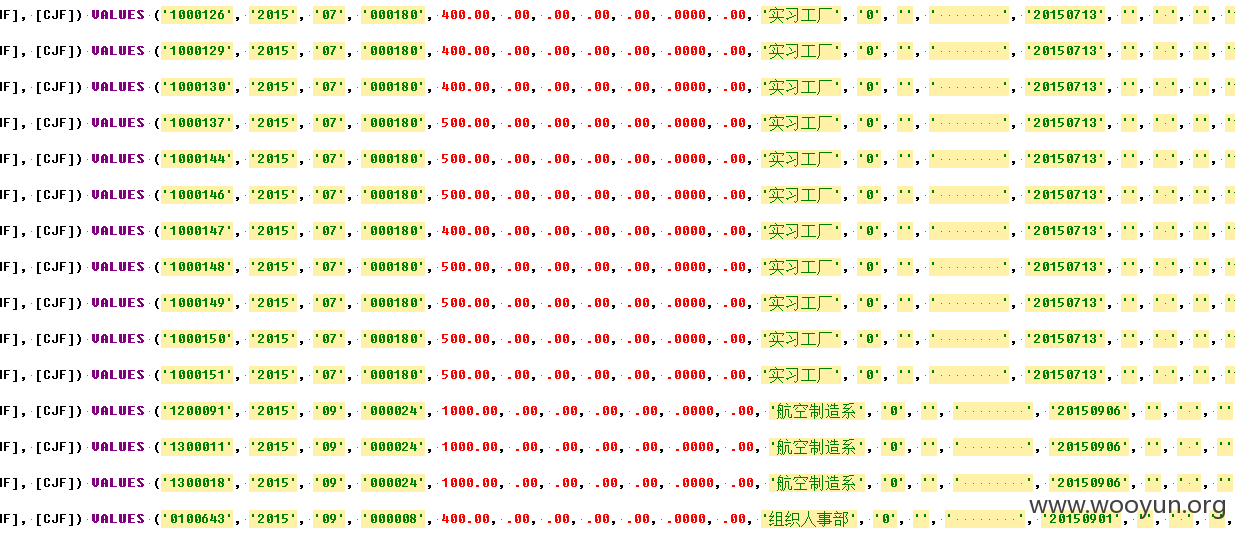 HF], [CJF]) VALUES ('1000126', '2015', '07', '000180', 400.00, .00, .00, .00, .00, .0000, .00, '实习工厂', '0', '', '        ', '20150713', '', ' ', '', '
HF], [CJF]) VALUES ('1000129', '2015', '07', '000180', 400.00, .00, .00, .00, .00, .0000, .00, '实习工厂', '0', '', '        ', '20150713', '', ' ', '', '
HF], [CJF]) VALUES ('1000130', '2015', '07', '000180', 400.00, .00, .00, .00, .00, .0000, .00, '实习工厂', '0', '', '        ', '20150713', '', ' ', '', '
HF], [CJF]) VALUES ('1000137', '2015', '07', '000180', 500.00, .00, .00, .00, .00, .0000, .00, '实习工厂', '0', '', '        ', '20150713', '', ' ', '', '
HF], [CJF]) VALUES ('1000144', '2015', '07', '000180', 500.00, .00, .00, .00, .00, .0000, .00, '实习工厂', '0', '', '        ', '20150713', '', ' ', '', '
HF], [CJF]) VALUES ('1000146', '2015', '07', '000180', 500.00, .00, .00, .00, .00, .0000, .00, '实习工厂', '0', '', '        ', '20150713', '', ' ', '', '
HF], [CJF]) VALUES ('1000147', '2015', '07', '000180', 400.00, .00, .00, .00, .00, .0000, .00, '实习工厂', '0', '', '        ', '20150713', '', ' ', '', '
HF], [CJF]) VALUES ('1000148', '2015', '07', '000180', 500.00, .00, .00, .00, .00, .0000, .00, '实习工厂', '0', '', '        ', '20150713', '', ' ', '', '
HF], [CJF]) VALUES ('1000149', '2015', '07', '000180', 500.00, .00, .00, .00, .00, .0000, .00, '实习工厂', '0', '', '        ', '20150713', '', ' ', '', '
HF], [CJF]) VALUES ('1000150', '2015', '07', '000180', 500.00, .00, .00, .00, .00, .0000, .00, '实习工厂', '0', '', '        ', '20150713', '', ' ', '', '
HF], [CJF]) VALUES ('1000151', '2015', '07', '000180', 500.00, .00, .00, .00, .00, .0000, .00, '实习工厂', '0', '', '        ', '20150713', '', ' ', '', '
HF], [CJF]) VALUES ('1200091', '2015', '09', '000024', 1000.00, .00, .00, .00, .00, .0000, .00, '航空制造系', '0', '', '        ', '20150906', '', ' ', ''
HF], [CJF]) VALUES ('1300011', '2015', '09', '000024', 1000.00, .00, .00, .00, .00, .0000, .00, '航空制造系', '0', '', '        ', '20150906', '', ' ', ''
HF], [CJF]) VALUES ('1300018', '2015', '09', '000024', 1000.00, .00, .00, .00, .00, .0000, .00, '航空制造系', '0', '', '        ', '20150906', '', ' ', ''
HF], [CJF]) VALUES ('0100643', '2015', '09', '000008', 400.00, .00, .00, .00, .00, .0000, .00, '组织人事部', '0', '', '        ', '20150901', '', ' ', '',
www.wooyun.org